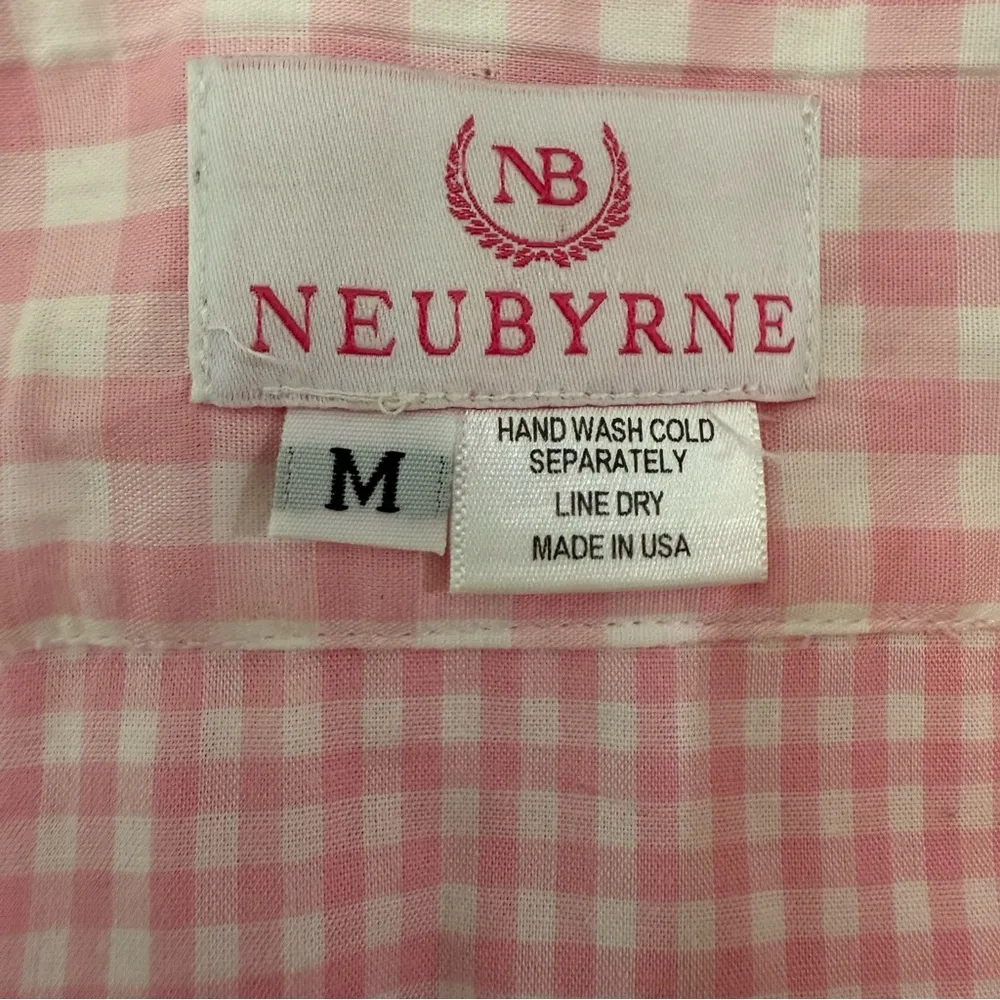 NB
NEUBYRNE
M
HAND WASH COLD
SEPARATELY
LINE DRY
MADE IN USA